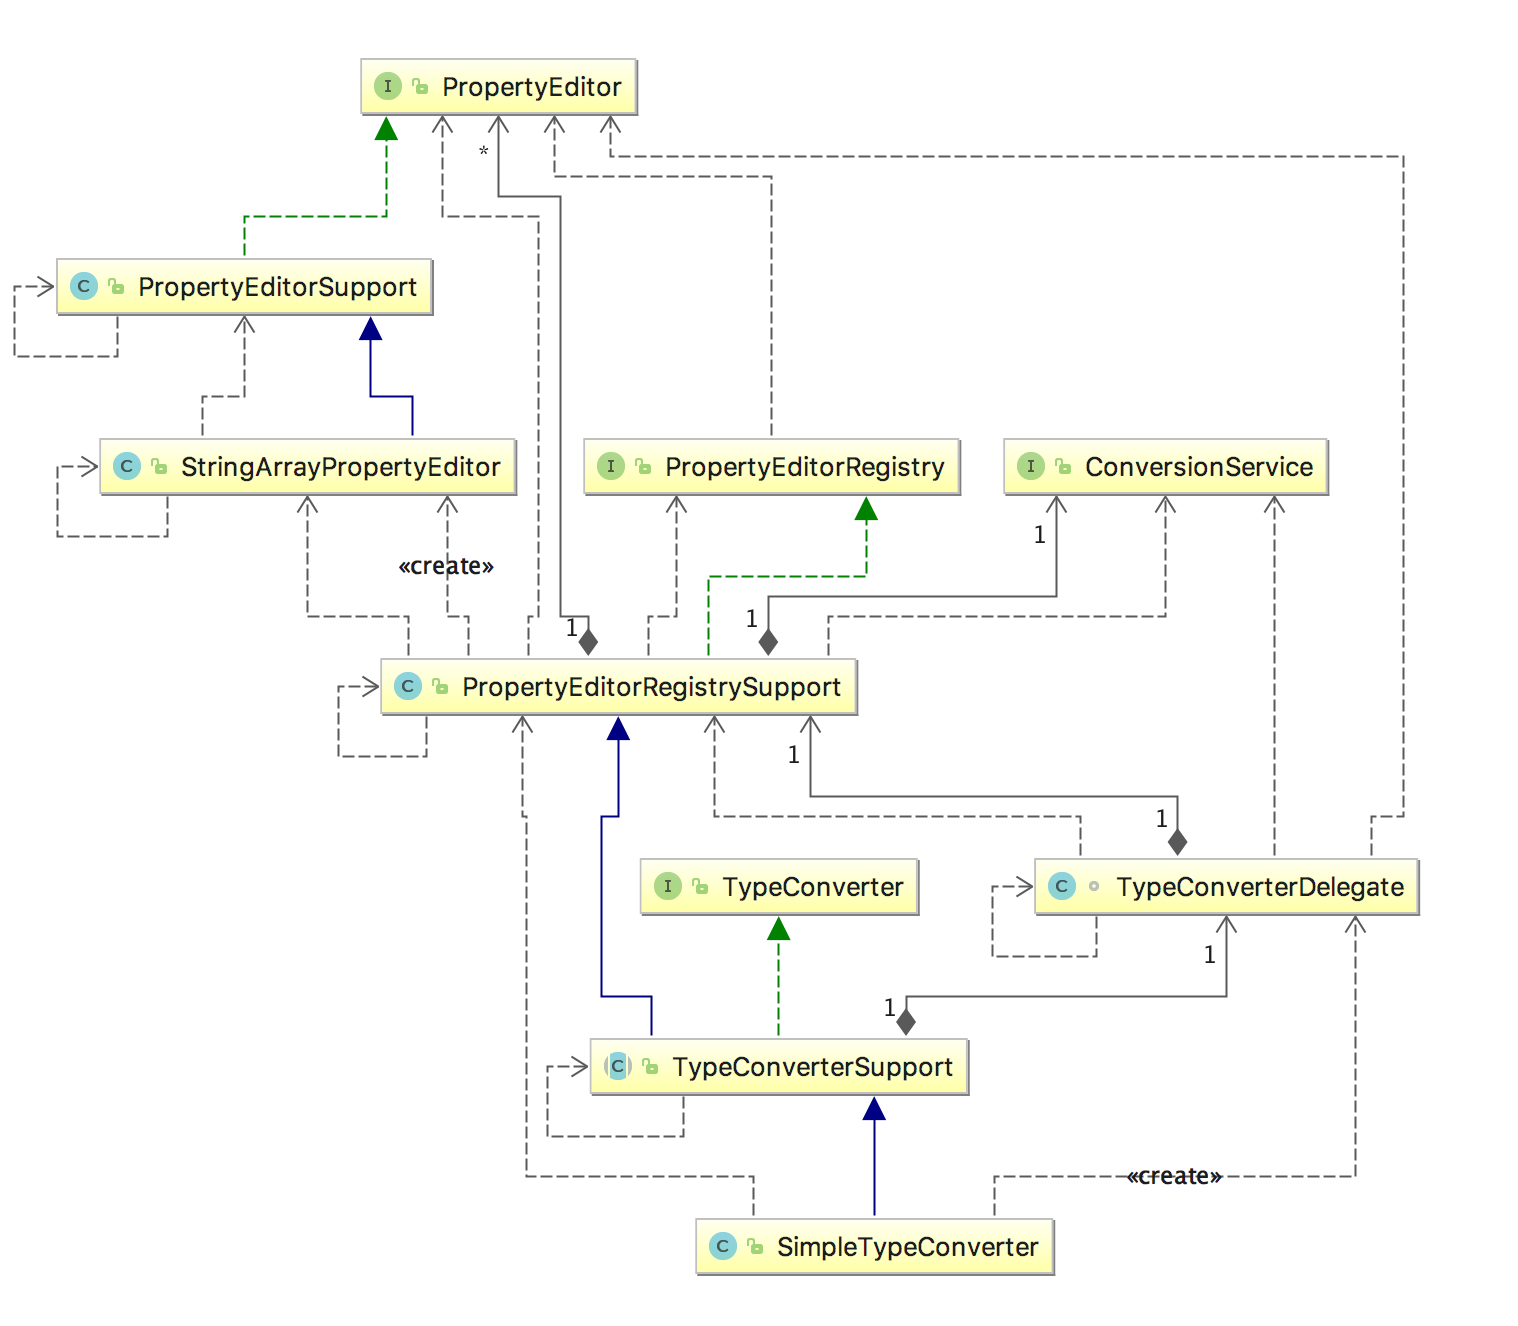 I PropertyEditor
*
C PropertyEditorSupport
C StringArrayPropertyEditor
I PropertyEditorRegistry
I ConversionService
1
«create»
1
1
C PropertyEditorRegistrySupport
1
1
I TypeConverter
C TypeConverterDelegate
1
1
C TypeConverterSupport
«create»
C SimpleTypeConverter